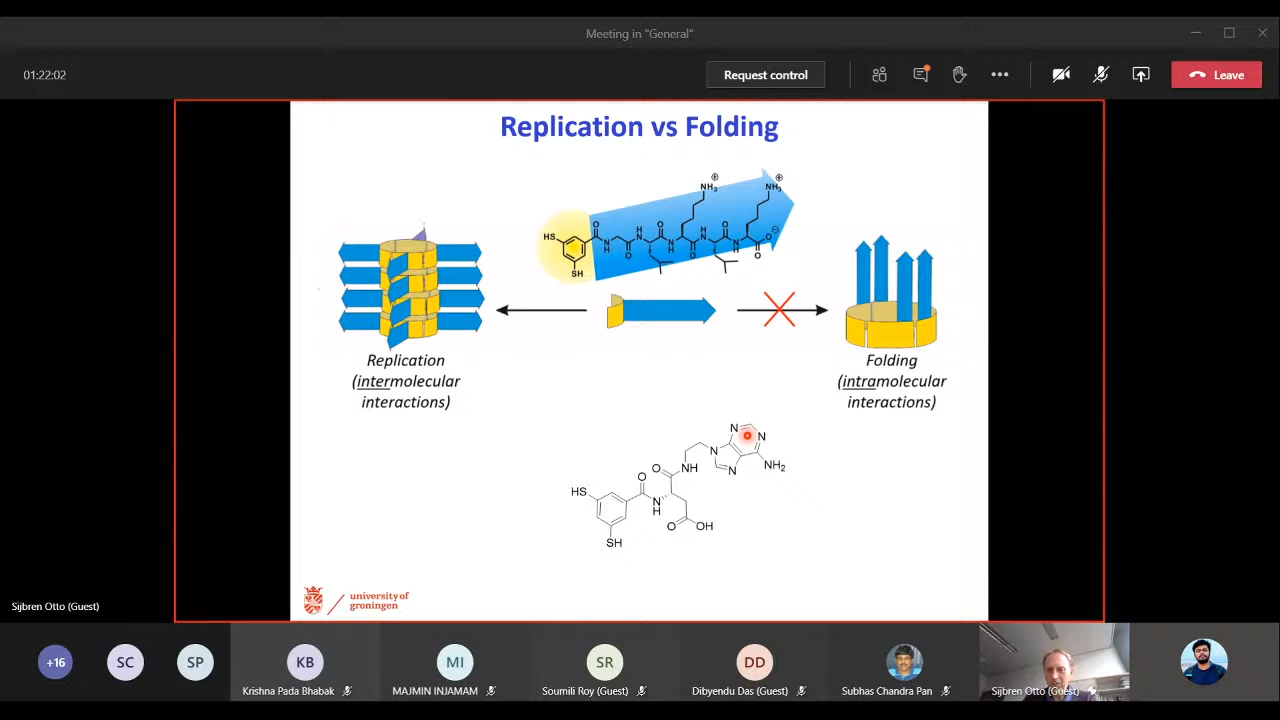 Meeting in "General"
01:22:02
Request control
Leave
Replication vs Folding
NH3 ⊕
NH3 ⊕
HS
O
H
N
O
H
N
O
O ⊖
N
H
O
N
H
O
N
H
O
SH
Replication
(intermolecular
interactions)
Folding
(intramolecular
interactions)
N
N
N
N
NH2
O
NH
O
HS
N
H
O
OH
SH
university of
groningen
Sijbren Otto (Guest)
+16
SC
SP
KB
MI
SR
DD
Krishna Pada Bhabak
MAJMIN INJAMAM
Soumili Roy (Guest)
Dibyendu Das (Guest)
Subhas Chandra Pan
Sijbren Otto (Guest)